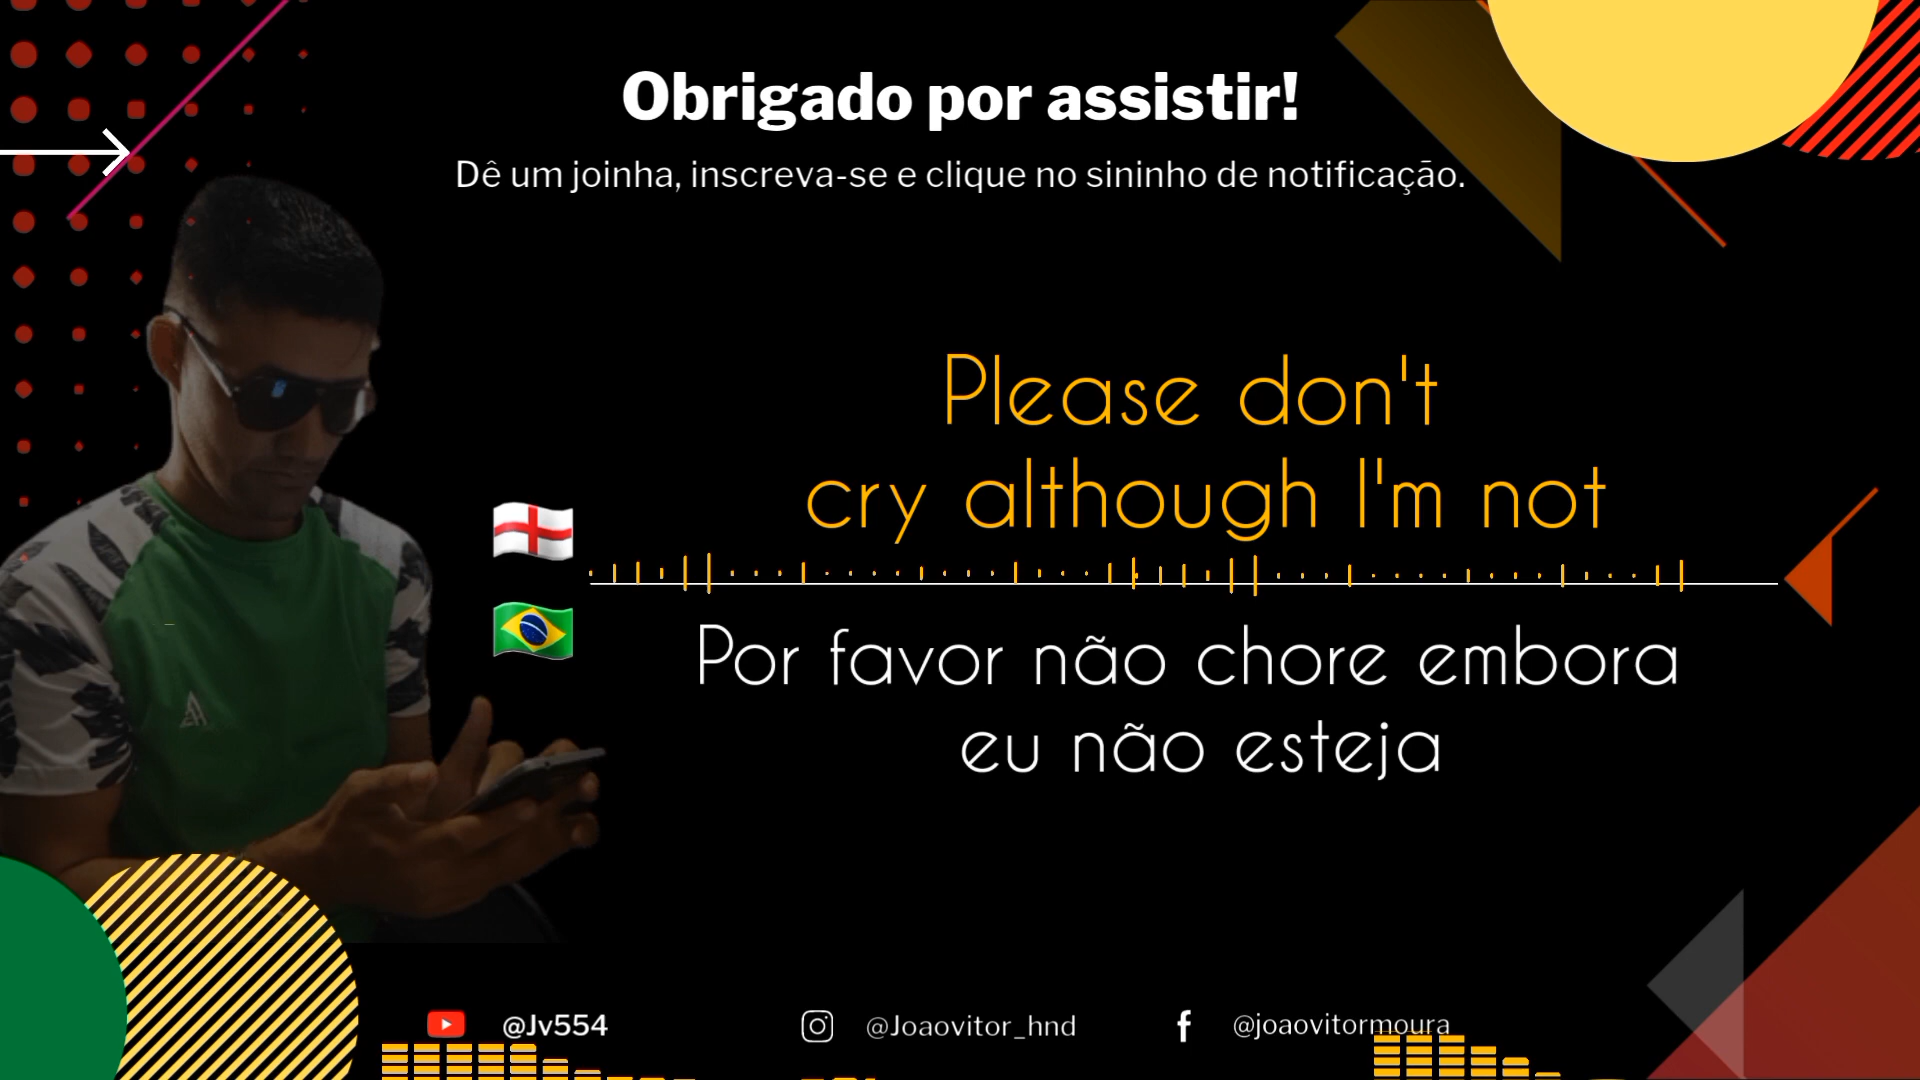 Obrigado por assistir!
Dê um joinha, inscreva-se e clique no sininho de notificação.
Please don't
cry although I'm not
Por favor não chore embora
eu não esteja
@Jv554
@Joaovitor_hnd
@joaovitormoura